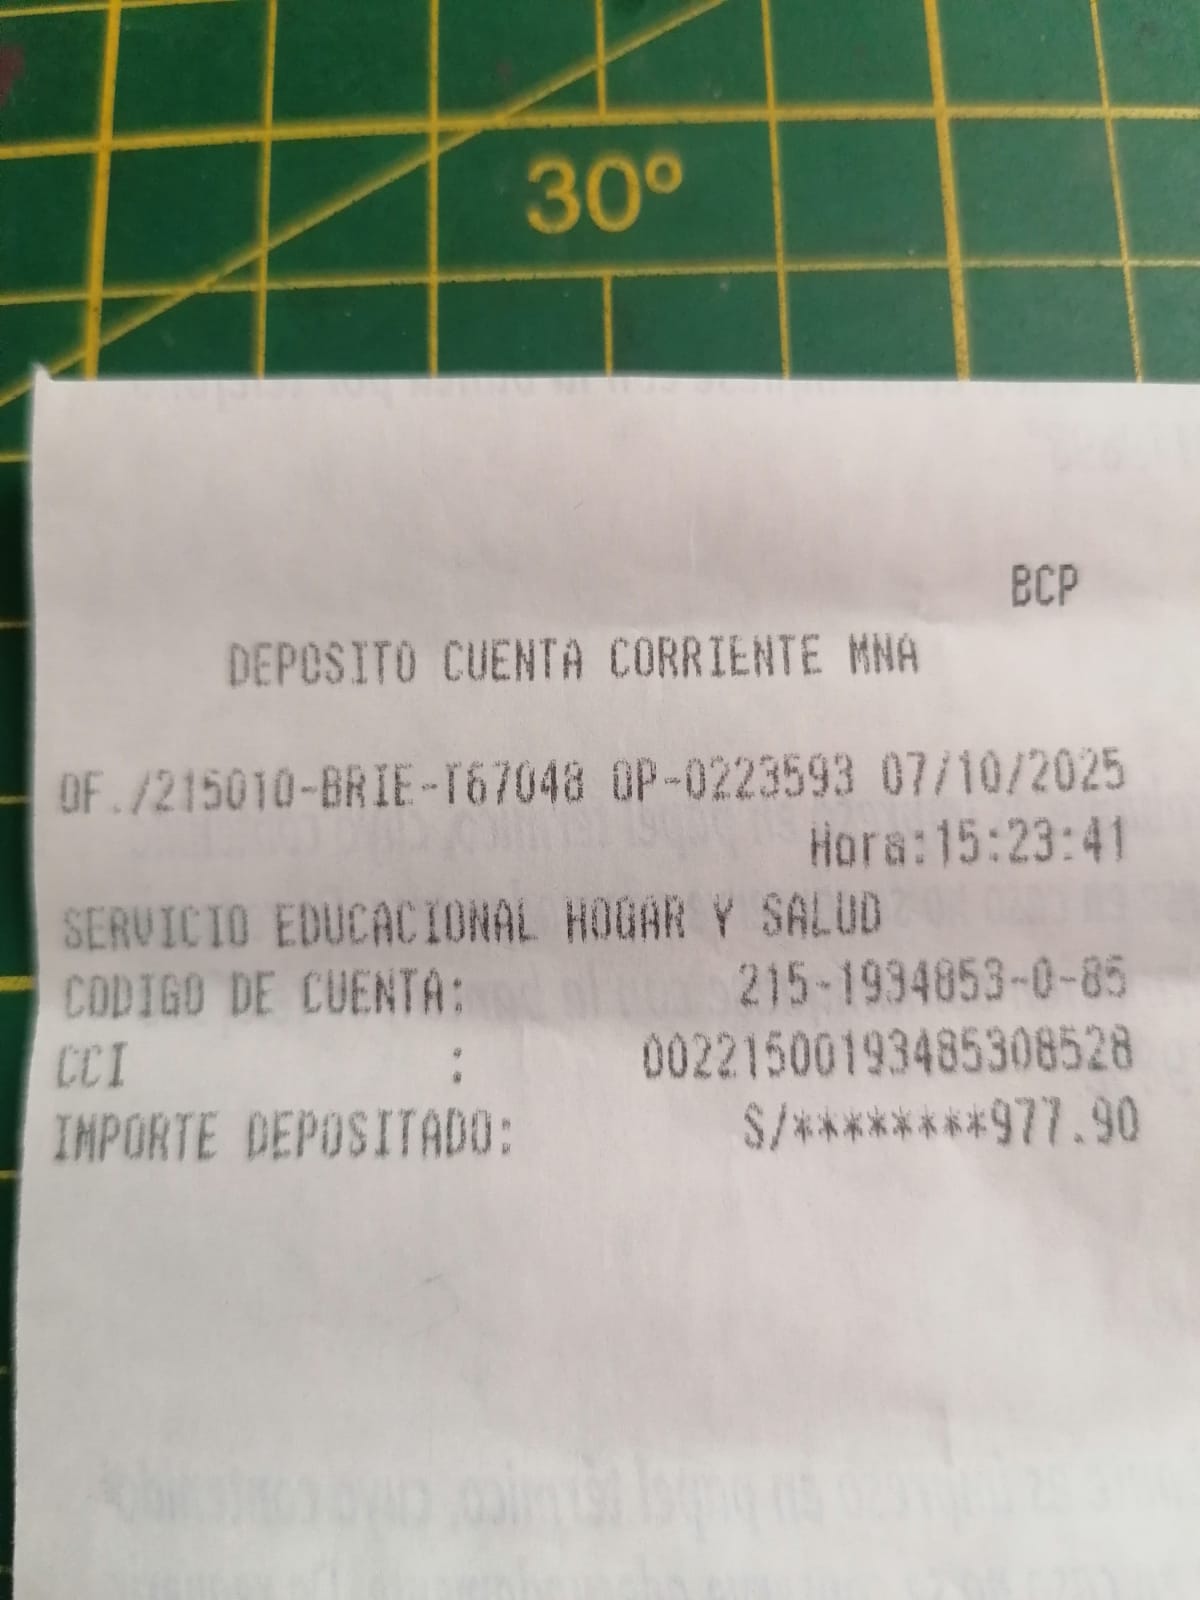 30°
BCP
DEPOSITO CUENTA CORRIENTE MNA
OF./215010-BRIE-T67048 OP-0223593 07/10/2025
Hora:15:23:41
SERVICIO EDUCACIONAL HOGAR Y SALUD
CODIGO DE CUENTA: 215-1934853-0-85
CCI : 00221500193485308528
IMPORTE DEPOSITADO: S/********977.90